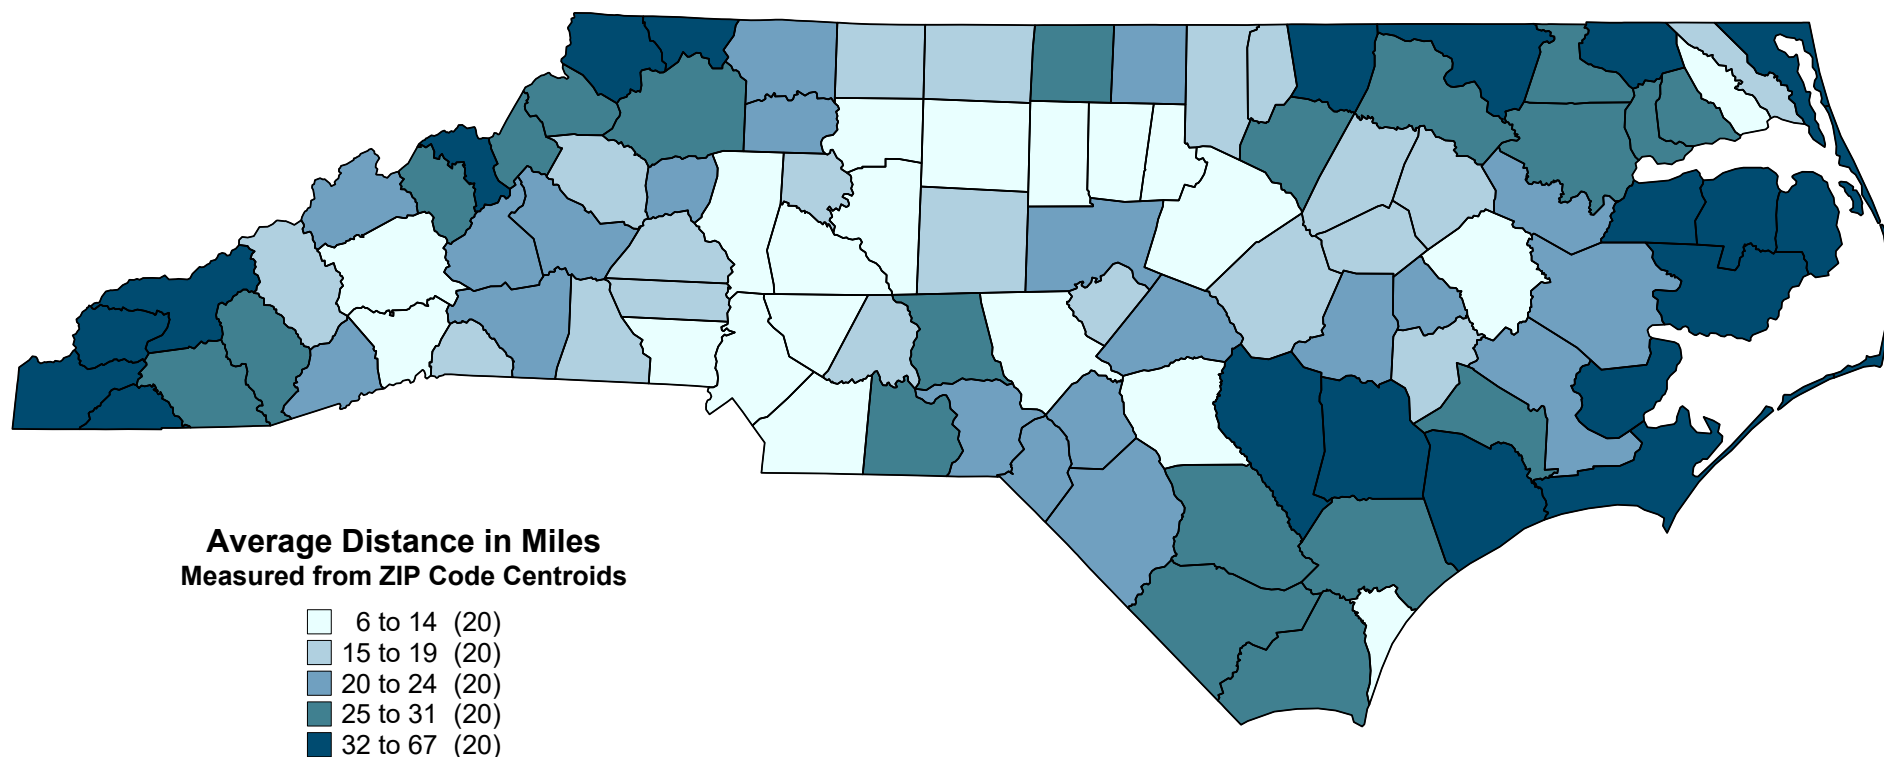 Average Distance in Miles
Measured from ZIP Code Centroids
6 to 14 (20)
15 to 19 (20)
20 to 24 (20)
25 to 31 (20)
32 to 67 (20)